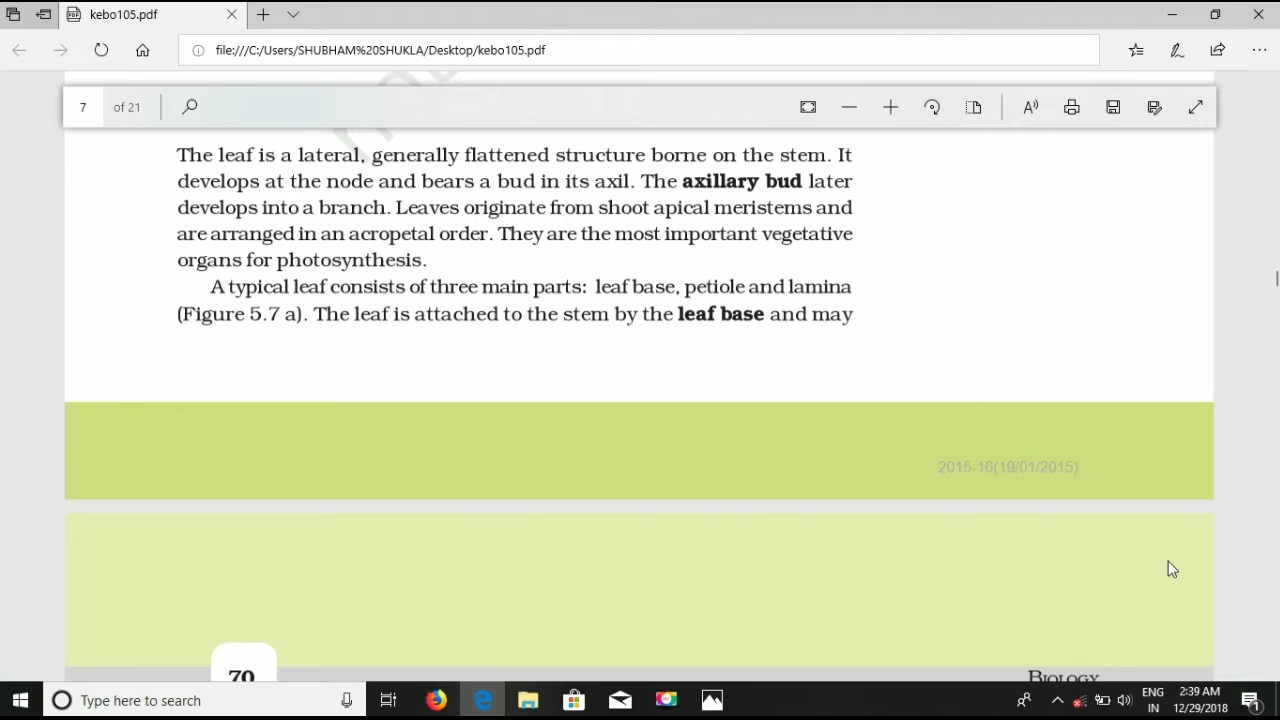 kebo105.pdf
file:///C:/Users/SHUBHAM%20SHUKLA/Desktop/kebo105.pdf
7 of 21
The leaf is a lateral, generally flattened structure borne on the stem. It
develops at the node and bears a bud in its axil. The axillary bud later
develops into a branch. Leaves originate from shoot apical meristems and
are arranged in an acropetal order. They are the most important vegetative
organs for photosynthesis.
A typical leaf consists of three main parts: leaf base, petiole and lamina
(Figure 5.7 a). The leaf is attached to the stem by the leaf base and may
2015-16(19/01/2015)
70
BIOLOGY
Type here to search
ENG
IN
2:39 AM
12/29/2018
1